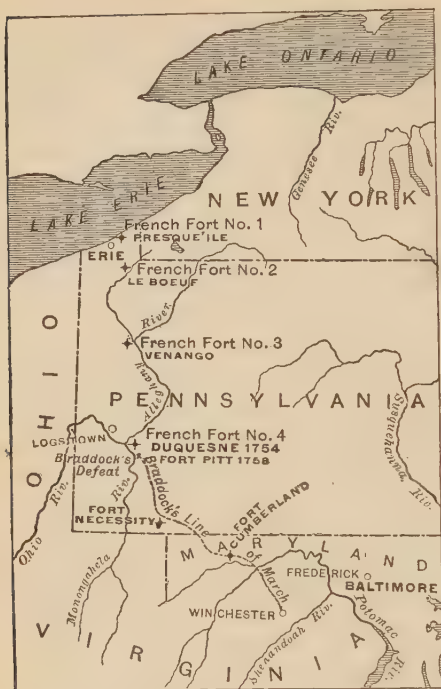 LAKE ONTARIO
Genesee Riv.
NEW YORK
LAKE ERIE
French Fort No. 1
PRESQU'ILE
ERIE
French Fort No. 2
LE BOEUF
River
French Fort No. 3
VENANGO
Alleghany
OHIO
PENNSYLVANIA
Susquehanna Riv.
LOGSTOWN
French Fort No. 4
DUQUESNE 1754
FORT PITT 1758
Braddock's
Defeat
Braddock's Line of March
Ohio Riv.
Riv.
Monongahela
FORT
NECESSITY
FORT
CUMBERLAND
MARYLAND
FREDERICK
BALTIMORE
WINCHESTER
Potomac
Riv.
Shenandoah Riv.
VIRGINIA